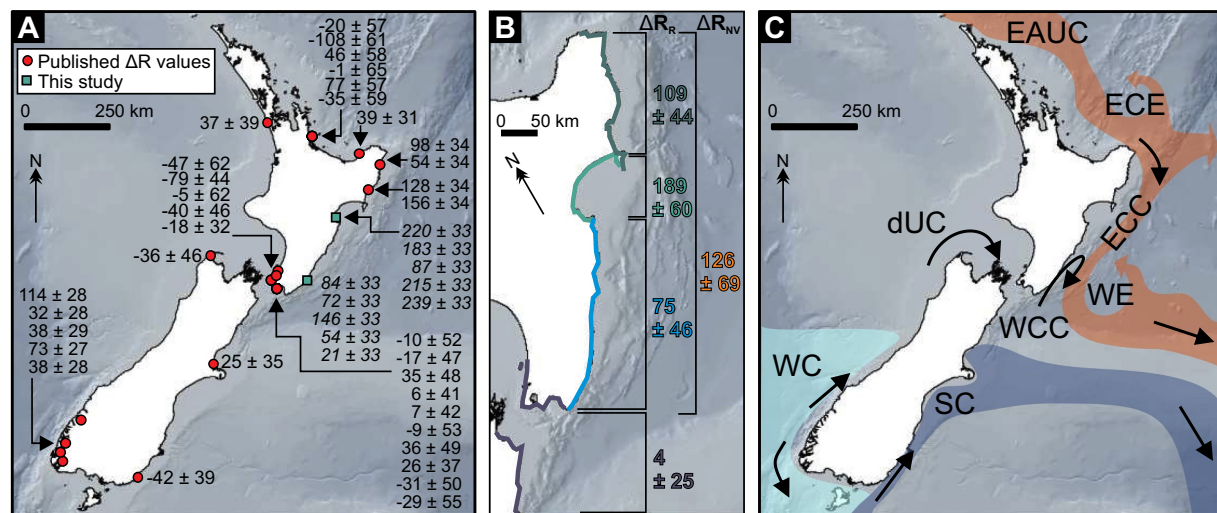 A
Published ΔR values
This study
0 250 km
N
-20 ± 57
-108 ± 61
46 ± 58
-1 ± 65
77 ± 57
-35 ± 59
37 ± 39
39 ± 31
98 ± 34
54 ± 34
128 ± 34
156 ± 34
-47 ± 62
-79 ± 44
-5 ± 62
-40 ± 46
-18 ± 32
220 ± 33
183 ± 33
87 ± 33
215 ± 33
239 ± 33
-36 ± 46
84 ± 33
72 ± 33
146 ± 33
54 ± 33
21 ± 33
114 ± 28
32 ± 28
38 ± 29
73 ± 27
38 ± 28
25 ± 35
-10 ± 52
-17 ± 47
35 ± 48
6 ± 41
7 ± 42
-9 ± 53
36 ± 49
26 ± 37
-31 ± 50
-29 ± 55
-42 ± 39
B
ΔR_R ΔR_NV
0 50 km
N
109
± 44
189
± 60
126
± 69
75
± 46
4
± 25
C
EAUC
ECE
0 250 km
N
ECC
dUC
WE
WCC
WC
SC